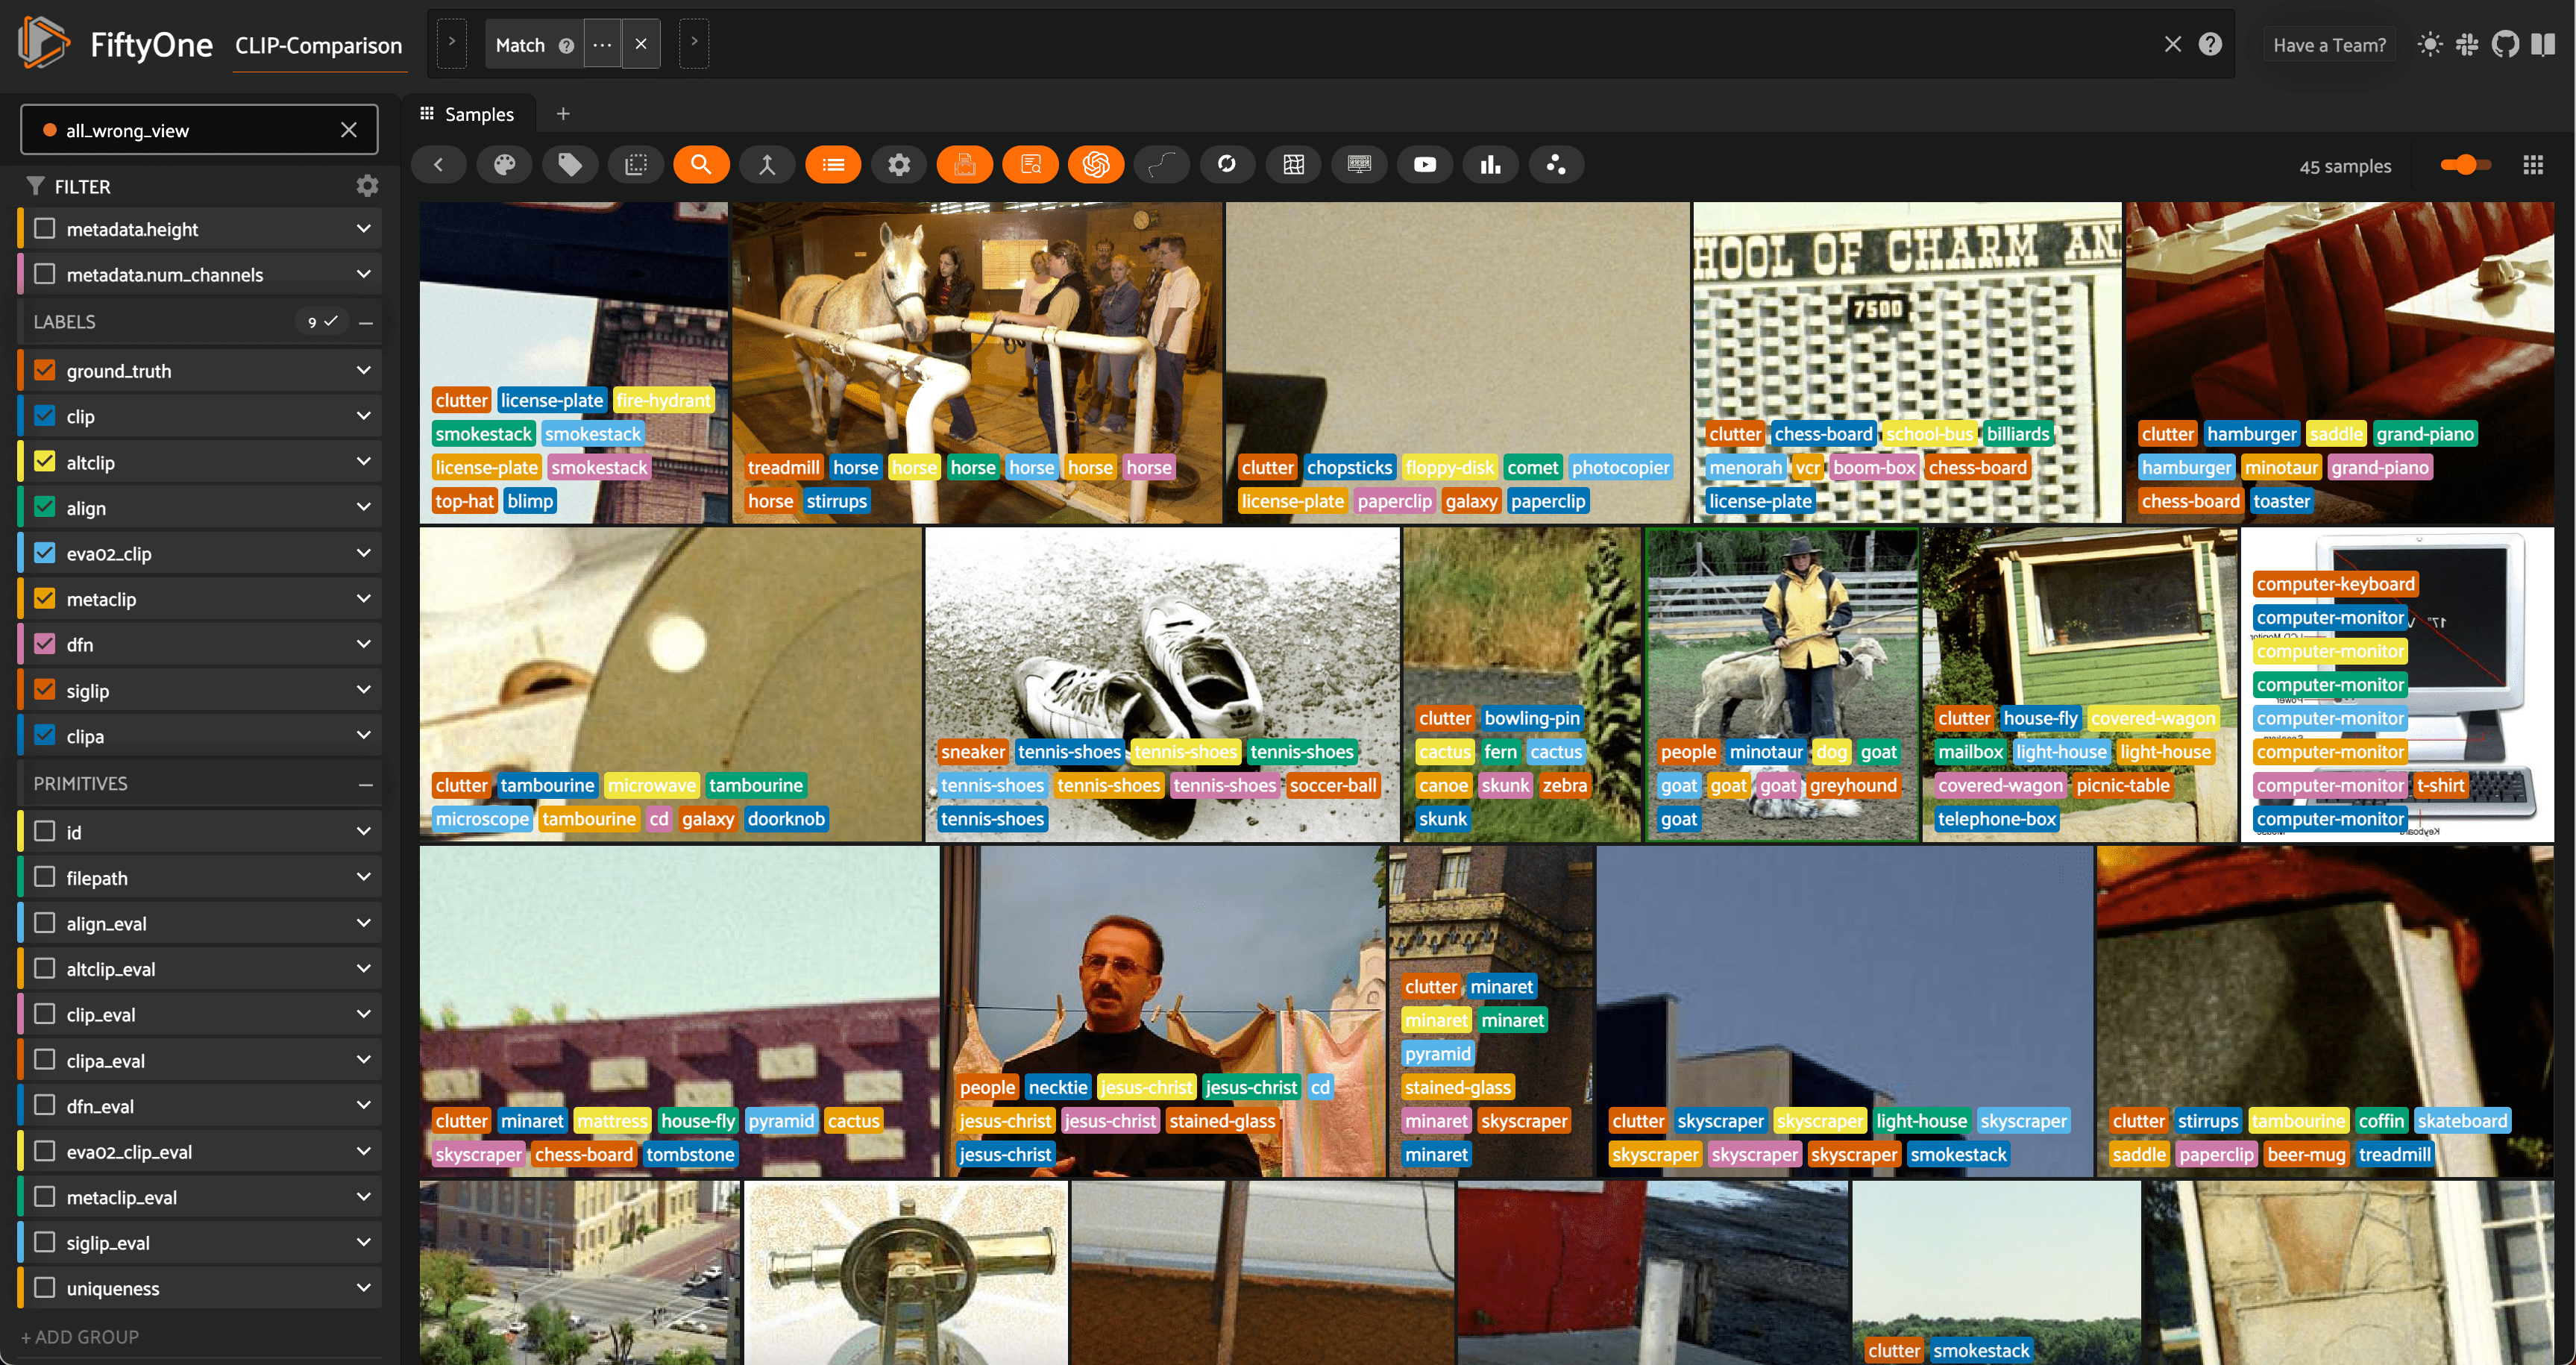 FiftyOne CLIP-Comparison > Match ? ... × > × ? Have a Team?
all_wrong_view
Samples +
45 samples
FILTER
metadata.height
metadata.num_channels
LABELS 9
ground_truth
clip
altclip
align
eva02_clip
metaclip
dfn
siglip
clipa
PRIMITIVES
id
filepath
align_eval
altclip_eval
clip_eval
clipa_eval
dfn_eval
eva02_clip_eval
metaclip_eval
siglip_eval
uniqueness
+ ADD GROUP
clutter license-plate fire-hydrant
smokestack smokestack
license-plate smokestack
top-hat blimp
treadmill horse horse horse horse horse horse
horse stirrups
clutter chopsticks floppy-disk comet photocopier
license-plate paperclip galaxy paperclip
HOOL OF CHARM AN
7500
clutter chess-board school-bus billiards
menorah vcr boom-box chess-board
license-plate
clutter hamburger saddle grand-piano
hamburger minotaur grand-piano
chess-board toaster
clutter tambourine microwave tambourine
microscope tambourine cd galaxy doorknob
sneaker tennis-shoes tennis-shoes tennis-shoes
tennis-shoes tennis-shoes tennis-shoes soccer-ball
tennis-shoes
clutter bowling-pin
cactus fern cactus
canoe skunk zebra
skunk
people minotaur dog goat
goat goat goat greyhound
goat
clutter house-fly covered-wagon
mailbox light-house light-house
covered-wagon picnic-table
telephone-box
computer-keyboard
computer-monitor
computer-monitor
computer-monitor
computer-monitor
computer-monitor
computer-monitor t-shirt
computer-monitor
17"
Keyboard
clutter minaret mattress house-fly pyramid cactus
skyscraper chess-board tombstone
people necktie jesus-christ jesus-christ cd
jesus-christ jesus-christ stained-glass
jesus-christ
clutter minaret
minaret minaret
pyramid
stained-glass
minaret skyscraper
minaret
clutter skyscraper skyscraper light-house skyscraper
skyscraper skyscraper skyscraper smokestack
clutter stirrups tambourine coffin skateboard
saddle paperclip beer-mug treadmill
clutter smokestack